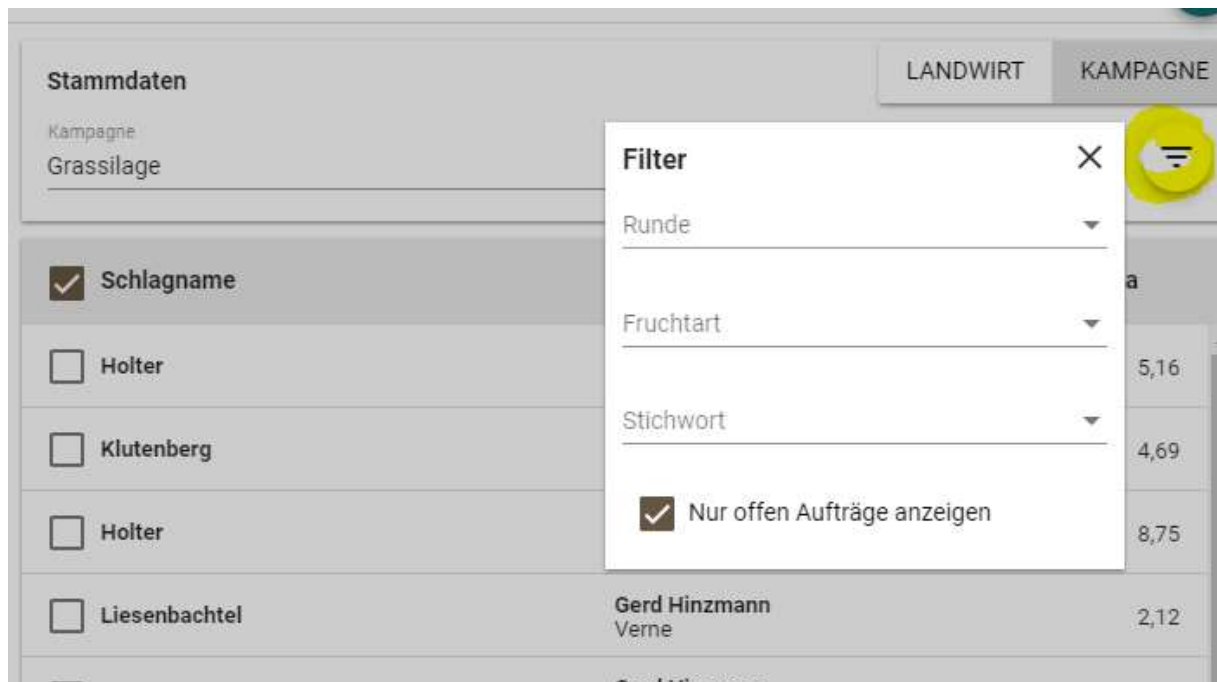 LANDWIRT KAMPAGNE
Stammdaten
Kampagne
Grassilage
Filter
Runde
Fruchtart
Stichwort
Nur offen Aufträge anzeigen
Schlagname a
Holter 5,16
Klutenberg 4,69
Holter 8,75
Liesenbachtel Gerd Hinzmann 2,12
Verne